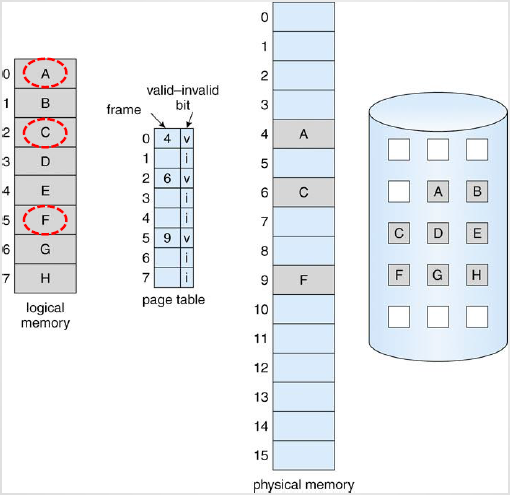 0 A
1 B
2 C
3 D
4 E
5 F
6 G
7 H
logical
memory
valid–invalid
bit
frame
0 4 v
1 i
2 6 v
3 i
4 i
5 9 v
6 i
7 i
page table
0
1
2
3
4 A
5
6 C
7
8
9 F
10
11
12
13
14
15
physical memory
A B
C D E
F G H